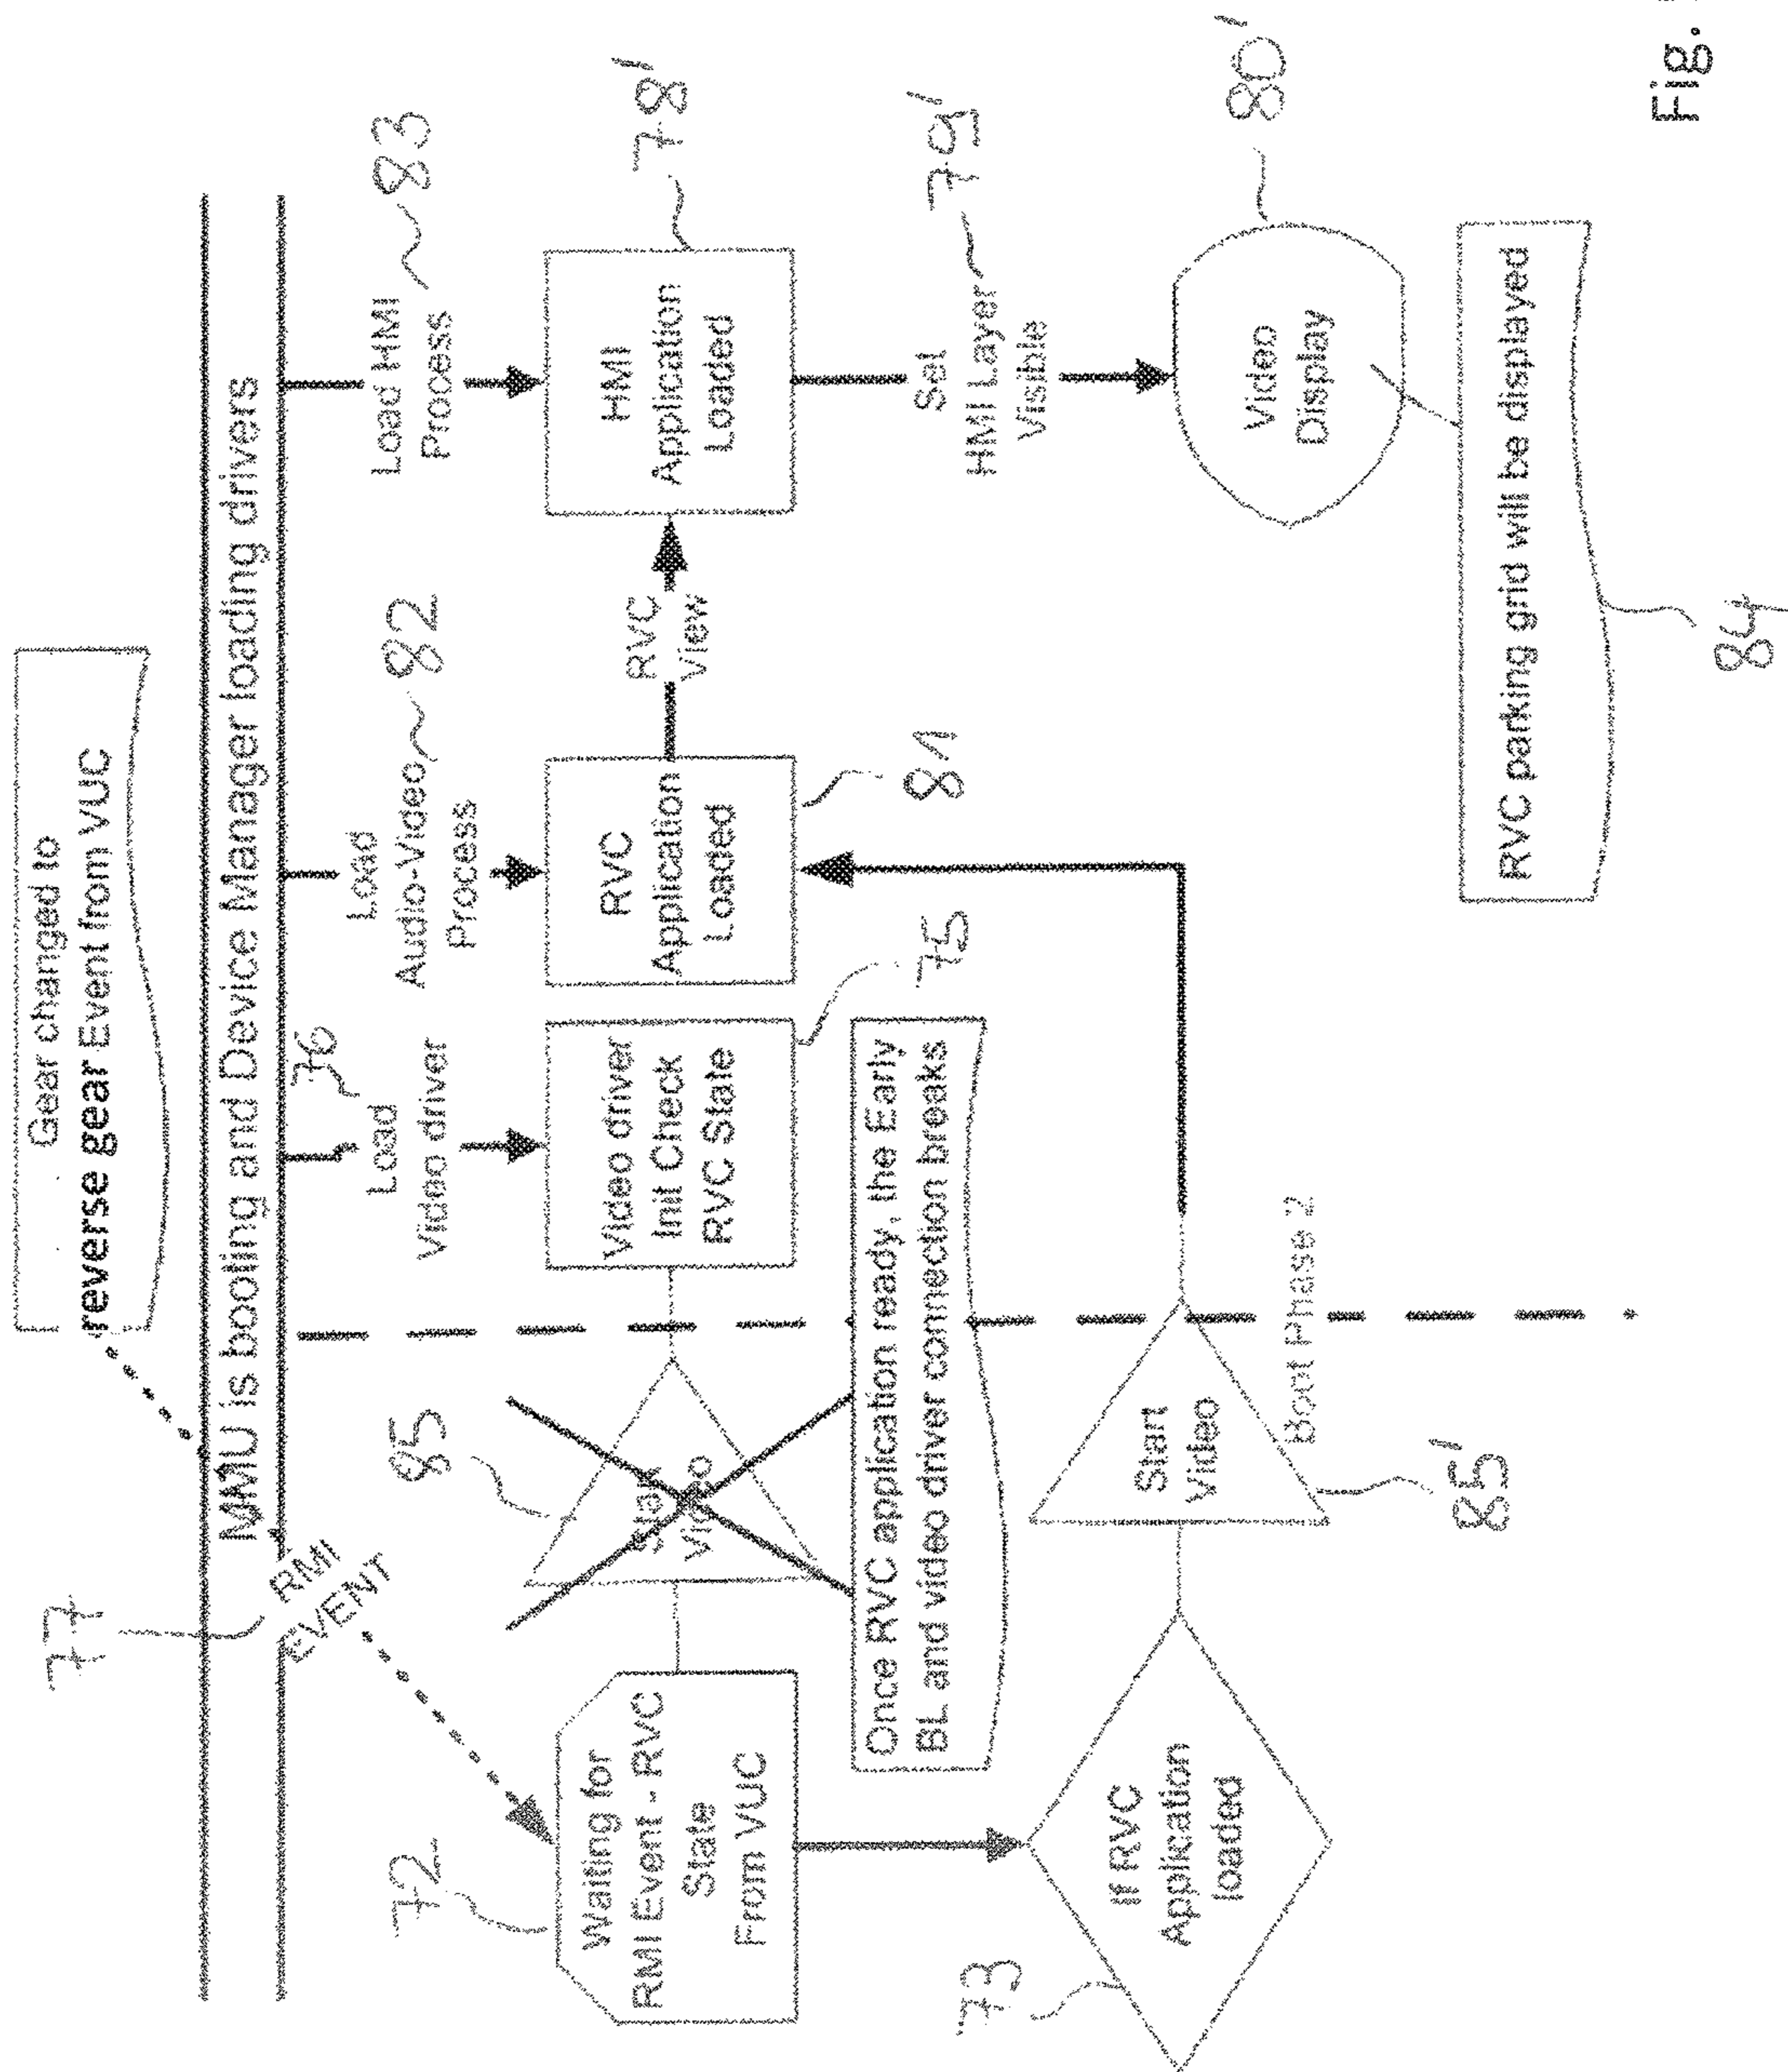 Gear changed to
reverse gear Event from VUC
MMU is booting and Device Manager loading drivers
77
RMI
EVENT
76
Load
Video driver
Load
Audio-Video
Process
82
Load HMI
Process
83
72
Waiting for
RMI Event - RVC
State
From VUC
85
Start
Video
Video driver
Init Check
RVC State
75
RVC
Application
Loaded
81
RVC
View
HMI
Application
Loaded
78'
Once RVC application ready, the Early
BL and video driver connection breaks
Set
HMI Layer
Visible
79'
73
If RVC
Application
loaded
Start
Video
85'
Boot Phase 2
Video
Display
80'
RVC parking grid will be displayed
84
Fig.